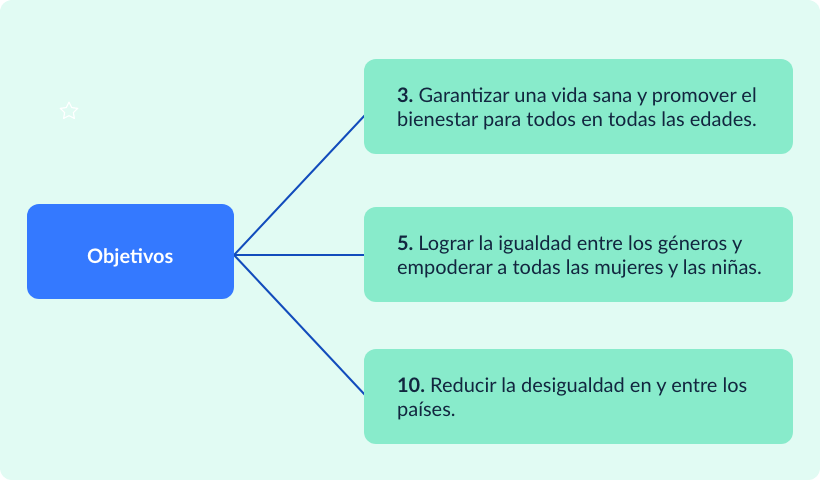 3. Garantizar una vida sana y promover el
bienestar para todos en todas las edades.
Objetivos
5. Lograr la igualdad entre los géneros y
empoderar a todas las mujeres y las niñas.
10. Reducir la desigualdad en y entre los
países.